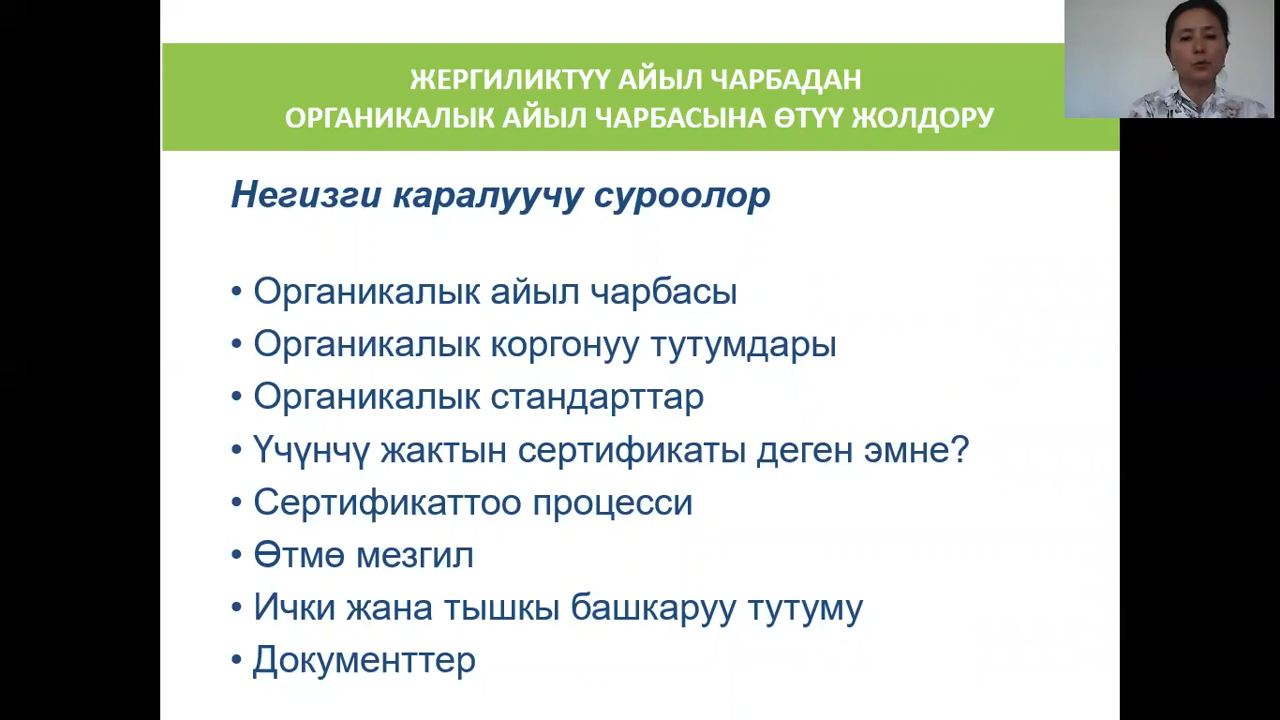 ЖЕРГИЛИКТҮҮ АЙЫЛ ЧАРБАДАН
ОРГАНИКАЛЫК АЙЫЛ ЧАРБАСЫНА ӨТҮҮ ЖОЛДОРУ
Негизги каралуучу суроолор
• Органикалык айыл чарбасы
• Органикалык коргонуу тутумдары
• Органикалык стандарттар
• Үчүнчү жактын сертификаты деген эмне?
• Сертификаттоо процесси
• Өтмө мезгил
• Ички жана тышкы башкаруу тутуму
• Документтер